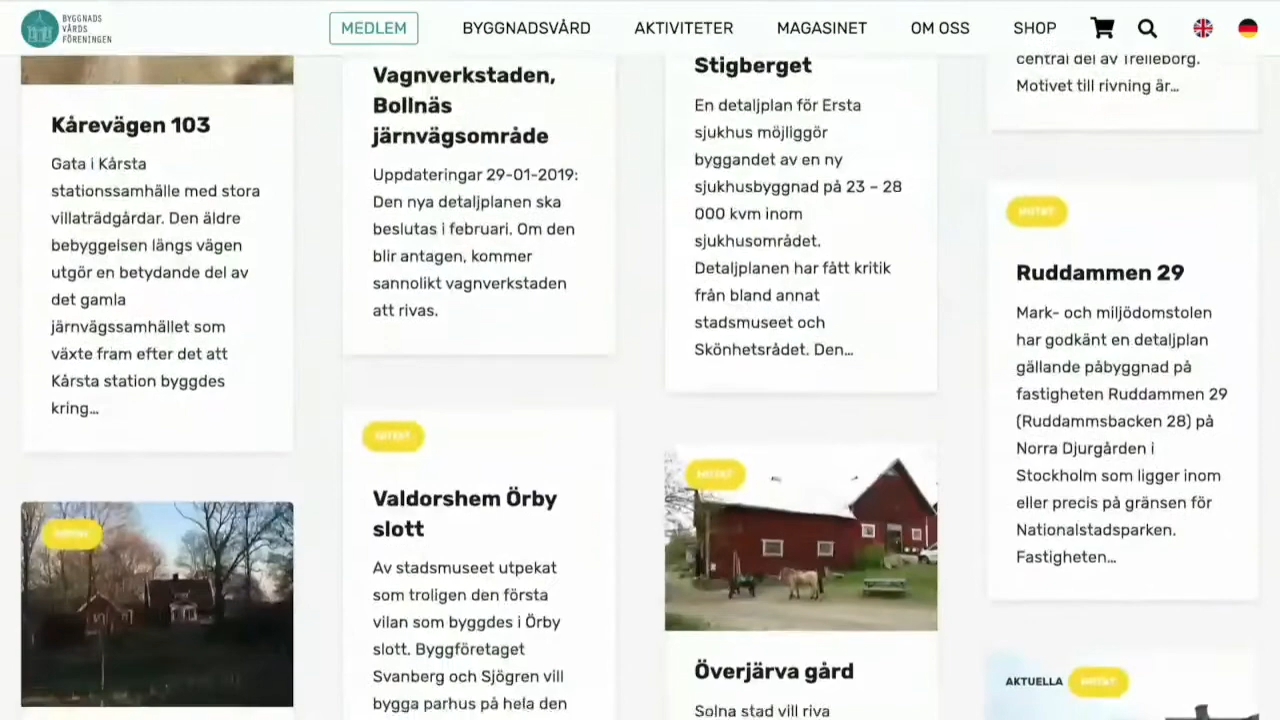 BYGGNADS
VÅRDS
FÖRENINGEN
MEDLEM
BYGGNADSVÅRD
AKTIVITETER
MAGASINET
OM OSS
SHOP
Kårevägen 103
Gata i Kårsta
stationssamhälle med stora
villaträdgårdar. Den äldre
bebyggelsen längs vägen
utgör en betydande del av
det gamla
järnvägssamhället som
växte fram efter det att
Kårsta station byggdes
kring…
Vagnverkstaden,
Bollnäs
järnvägsområde
Uppdateringar 29-01-2019:
Den nya detaljplanen ska
beslutas i februari. Om den
blir antagen, kommer
sannolikt vagnverkstaden
att rivas.
Valdorshem Örby
slott
Av stadsmuseet utpekat
som troligen den första
vilan som byggdes i Örby
slott. Byggföretaget
Svanberg och Sjögren vill
bygga parhus på hela den
Stigberget
En detaljplan för Ersta
sjukhus möjliggör
byggandet av en ny
sjukhusbyggnad på 23 – 28
000 kvm inom
sjukhusområdet.
Detaljplanen har fått kritik
från bland annat
stadsmuseet och
Skönhetsrådet. Den…
Överjärva gård
Solna stad vill riva
central del av Trelleborg.
Motivet till rivning är…
Ruddammen 29
Mark- och miljödomstolen
har godkänt en detaljplan
gällande påbyggnad på
fastigheten Ruddammen 29
(Ruddammsbacken 28) på
Norra Djurgården i
Stockholm som ligger inom
eller precis på gränsen för
Nationalstadsparken.
Fastigheten…
AKTUELLA